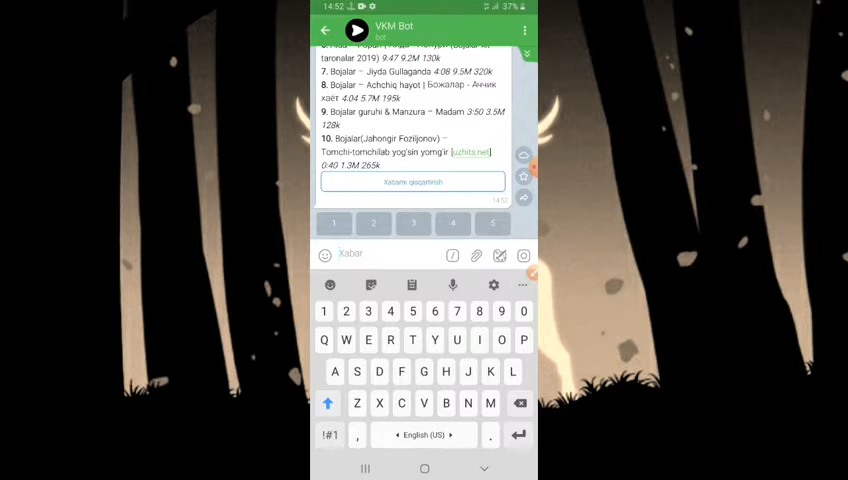 14:52
37%
VKM Bot
bot
taronalar 2019) 9:47 9.2M 130k
7. Bojalar – Jiyda Gullaganda 4:08 9.5M 320k
8. Bojalar – Achchiq hayot | Божалар - Аччик
хаёт 4:04 5.7M 195k
9. Bojalar guruhi & Manzura – Madam 3:50 3.5M
128k
10. Bojalar(Jahongir Foziljonov) –
Tomchi-tomchilab yog'sin yomg'ir [uzhits.net]
0:40 1.3M 265k
Xabarni qisqartirish
14:52
1 2 3 4 5
Xabar
1 2 3 4 5 6 7 8 9 0
Q W E R T Y U I O P
A S D F G H J K L
Z X C V B N M
!#1 , English (US) .